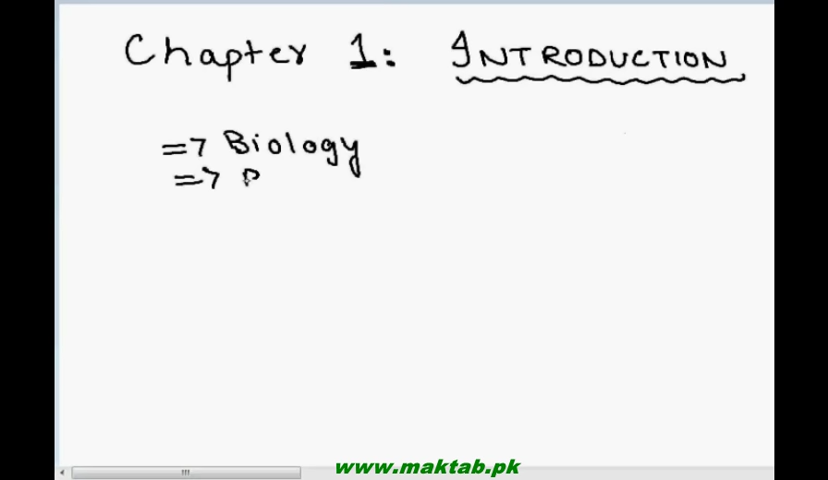 Chapter 1: INTRODUCTION
=> Biology
=> P
www.maktab.pk